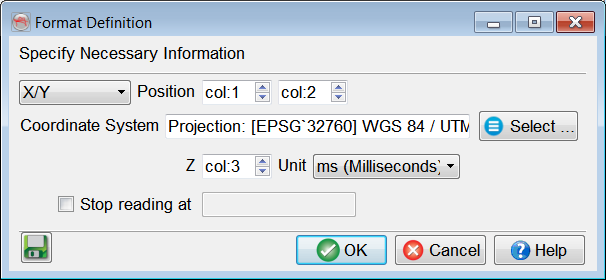 Format Definition
Specify Necessary Information
X/Y Position col:1 col:2
Coordinate System Projection: [EPSG`32760] WGS 84 / UTM Select ...
Z col:3 Unit ms (Milliseconds)
Stop reading at
OK Cancel Help